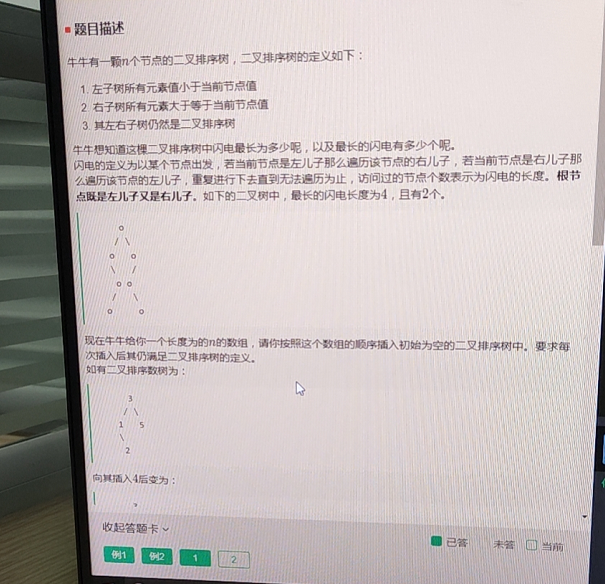 题目描述
牛牛有一颗n个节点的二叉排序树，二叉排序树的定义如下：
1. 左子树所有元素值小于当前节点值
2. 右子树所有元素大于等于当前节点值
3. 其左右子树仍然是二叉排序树
牛牛想知道这棵二叉排序树中闪电最长为多少呢，以及最长的闪电有多少个呢。
闪电的定义为以某个节点出发，若当前节点是左儿子那么遍历该节点的右儿子，若当前节点是右儿子那
么遍历该节点的左儿子，重复进行下去直到无法遍历为止，访问过的节点个数表示为闪电的长度。根节
点既是左儿子又是右儿子。如下的二叉树中，最长的闪电长度为4，且有2个。
o
/ \
o o
\ /
o o
/ \
o o
现在牛牛给你一个长度为的n的数组，请你按照这个数组的顺序插入初始为空的二叉排序树中。要求每
次插入后其仍满足二叉排序树的定义。
如有二叉排序数树为：
3
/ \
1 5
\
2
向其插入4后变为：
收起答题卡
已答 未答 当前
例1 例2 1 2